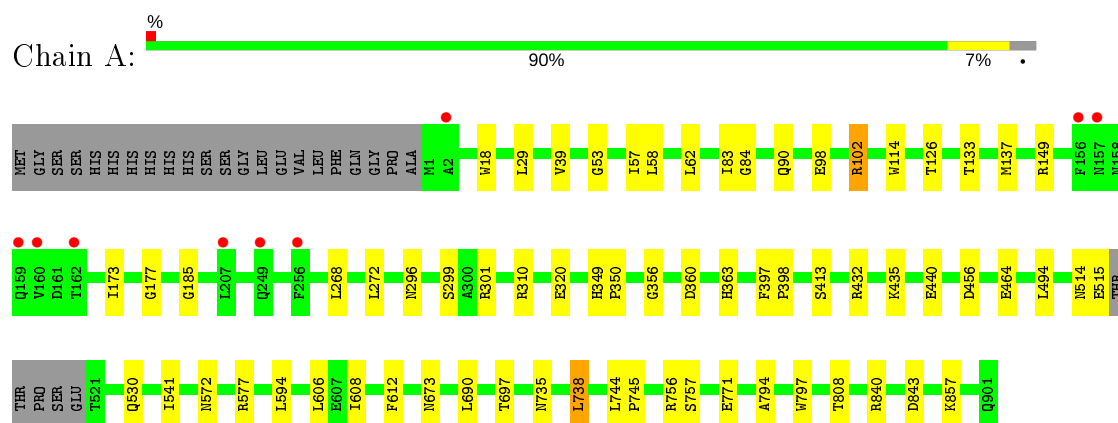 %
Chain A:
90% 7% •
MET GLY SER SER HIS HIS HIS HIS HIS HIS SER SER GLY LEU GLU VAL LEU PHE GLN GLY PRO ALA M1 A2 W18 L29 V39 G53 I57 L58 L62 I83 G84 Q90 E98 R102 W114 T126 T133 M137 R149 F156 N157 N158
Q159 V160 D161 T162 I173 G177 G185 L207 Q249 F256 L268 L272 N296 S299 A300 R301 R310 E320 H349 P350 G356 D360 H363 F397 P398 S413 R432 K435 E440 D456 E464 L494 N514 E515 THR
THR PRO SER GLU T521 Q530 I541 N572 R577 L594 L606 E607 I608 F612 N673 L690 T697 N735 L738 L744 P745 R756 S757 E771 A794 W797 T808 R840 D843 K857 Q901